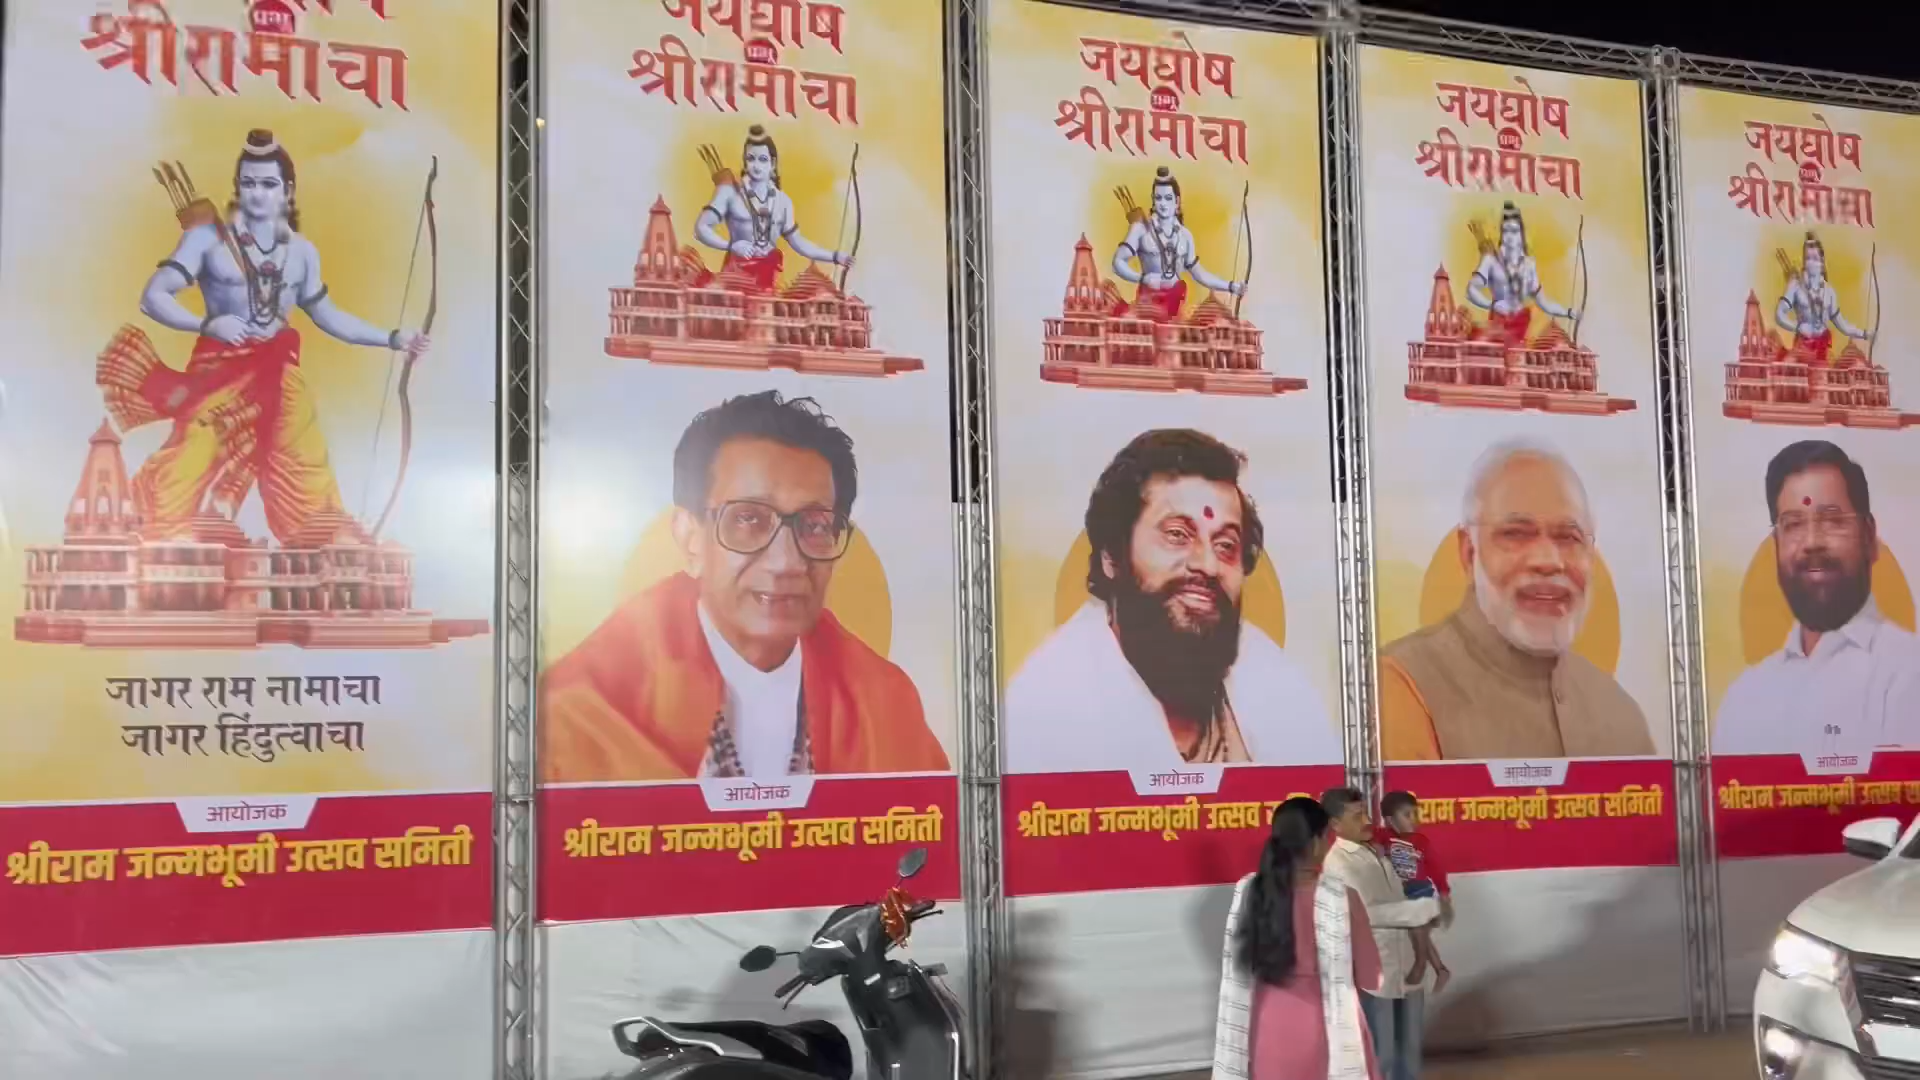 श्रीरामाचा
प्रभू
जागर राम नामाचा
जागर हिंदुत्वाचा
आयोजक
श्रीराम जन्मभूमी उत्सव समिती
जयघोष
प्रभू
श्रीरामाचा
आयोजक
श्रीराम जन्मभूमी उत्सव समिती
जयघोष
प्रभू
श्रीरामाचा
आयोजक
श्रीराम जन्मभूमी उत्सव
जयघोष
प्रभू
श्रीरामाचा
आयोजक
जन्मभूमी उत्सव समिती
जयघोष
प्रभू
श्रीरामाचा
आयोजक
श्रीराम जन्मभूमी उत्सव